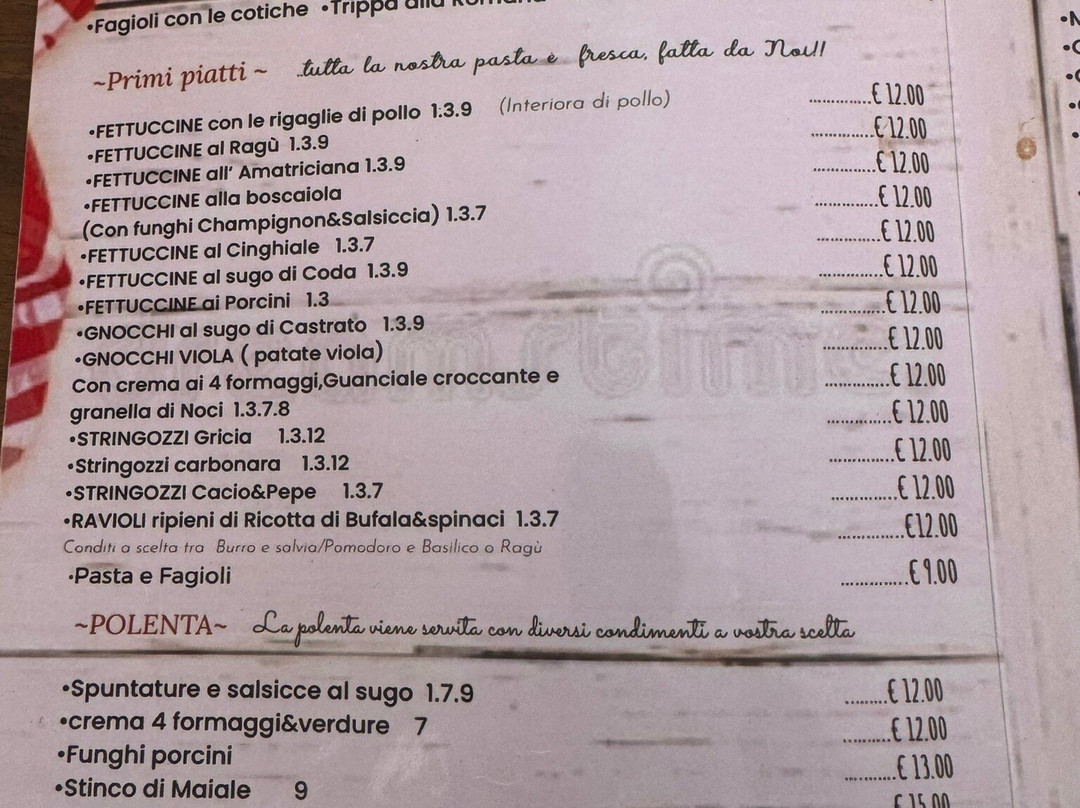 •Fagioli con le cotiche •Trippa alla Romana
~Primi piatti ~ ..tutta la nostra pasta è fresca, fatta da Noi!!
•FETTUCCINE con le rigaglie di pollo 1.3.9 (Interiora di pollo) ..............€ 12.00
•FETTUCCINE al Ragù 1.3.9 ..............€ 12.00
•FETTUCCINE all' Amatriciana 1.3.9 ..............€ 12.00
•FETTUCCINE alla boscaiola ..............€ 12.00
(Con funghi Champignon&Salsiccia) 1.3.7
•FETTUCCINE al Cinghiale 1.3.7 ..............€ 12.00
•FETTUCCINE al sugo di Coda 1.3.9 ..............€ 12.00
•FETTUCCINE ai Porcini 1.3 ..............€ 12.00
•GNOCCHI al sugo di Castrato 1.3.9 ..............€ 12.00
•GNOCCHI VIOLA ( patate viola) ..............€ 12.00
Con crema ai 4 formaggi,Guanciale croccante e
granella di Noci 1.3.7.8
•STRINGOZZI Gricia 1.3.12 ..............€ 12.00
•Stringozzi carbonara 1.3.12 ..............€ 12.00
•STRINGOZZI Cacio&Pepe 1.3.7 ..............€ 12.00
•RAVIOLI ripieni di Ricotta di Bufala&spinaci 1.3.7 ..............€12.00
Conditi a scelta tra Burro e salvia/Pomodoro e Basilico o Ragù
•Pasta e Fagioli ..............€ 9.00
~POLENTA~ La polenta viene servita con diversi condimenti a vostra scelta
•Spuntature e salsicce al sugo 1.7.9 .........€ 12.00
•crema 4 formaggi&verdure 7 ..........€ 12.00
•Funghi porcini ...........€ 13.00
•Stinco di Maiale 9 € 15.00